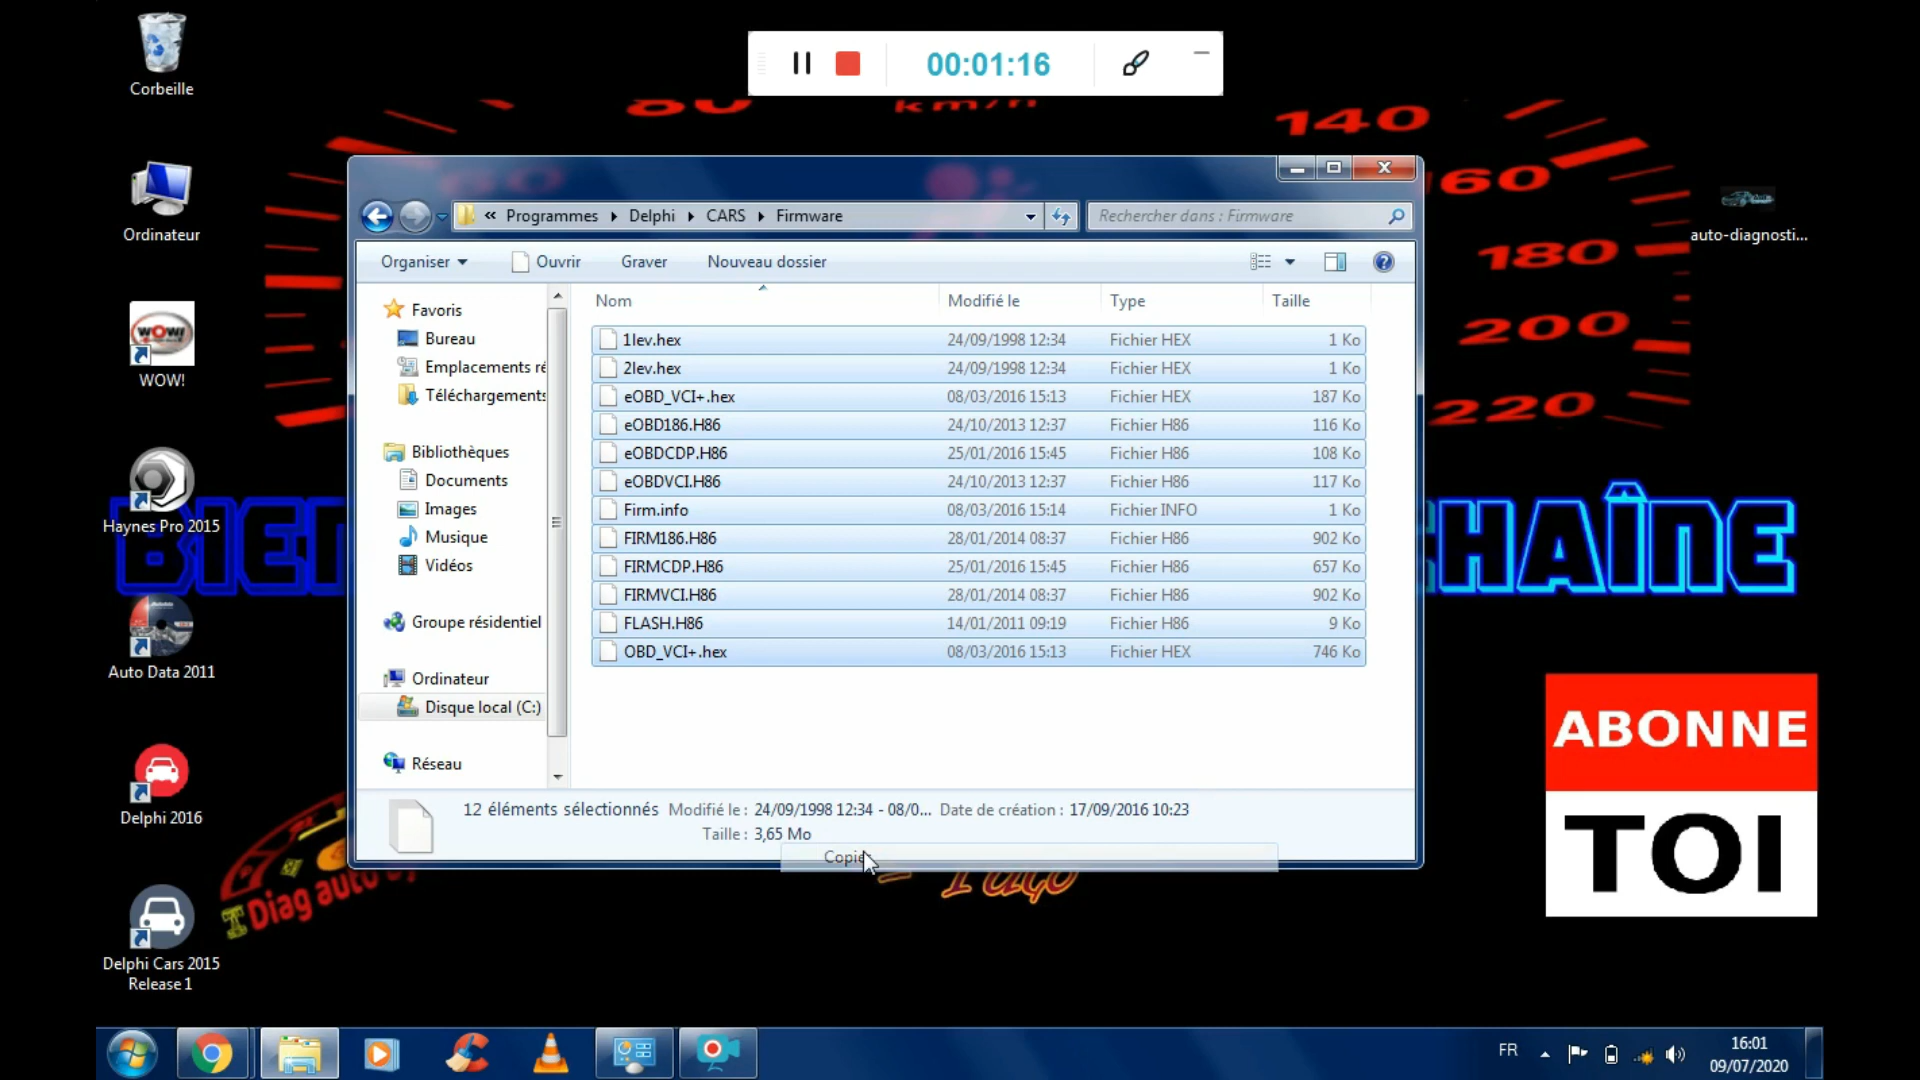 00:01:16
Corbeille
80
km/h
140
160
180
200
220
Ordinateur
WOW!
WOW!
Haynes Pro 2015
Auto Data 2011
Delphi 2016
Delphi Cars 2015
Release 1
auto-diagnosti...
« Programmes Delphi CARS Firmware
Rechercher dans : Firmware
Organiser Ouvrir Graver Nouveau dossier
Favoris
Bureau
Emplacements ré
Téléchargements
Bibliothèques
Documents
Images
Musique
Vidéos
Groupe résidentiel
Ordinateur
Disque local (C:)
Réseau
Nom Modifié le Type Taille
1lev.hex 24/09/1998 12:34 Fichier HEX 1 Ko
2lev.hex 24/09/1998 12:34 Fichier HEX 1 Ko
eOBD_VCI+.hex 08/03/2016 15:13 Fichier HEX 187 Ko
eOBD186.H86 24/10/2013 12:37 Fichier H86 116 Ko
eOBDCDP.H86 25/01/2016 15:45 Fichier H86 108 Ko
eOBDVCI.H86 24/10/2013 12:37 Fichier H86 117 Ko
Firm.info 08/03/2016 15:14 Fichier INFO 1 Ko
FIRM186.H86 28/01/2014 08:37 Fichier H86 902 Ko
FIRMCDP.H86 25/01/2016 15:45 Fichier H86 657 Ko
FIRMVCI.H86 28/01/2014 08:37 Fichier H86 902 Ko
FLASH.H86 14/01/2011 09:19 Fichier H86 9 Ko
OBD_VCI+.hex 08/03/2016 15:13 Fichier HEX 746 Ko
12 éléments sélectionnés Modifié le : 24/09/1998 12:34 - 08/0... Date de création : 17/09/2016 10:23
Taille : 3,65 Mo
Copier
BIEN
CHAÎNE
Diag auto
ABONNE
TOI
FR
16:01
09/07/2020